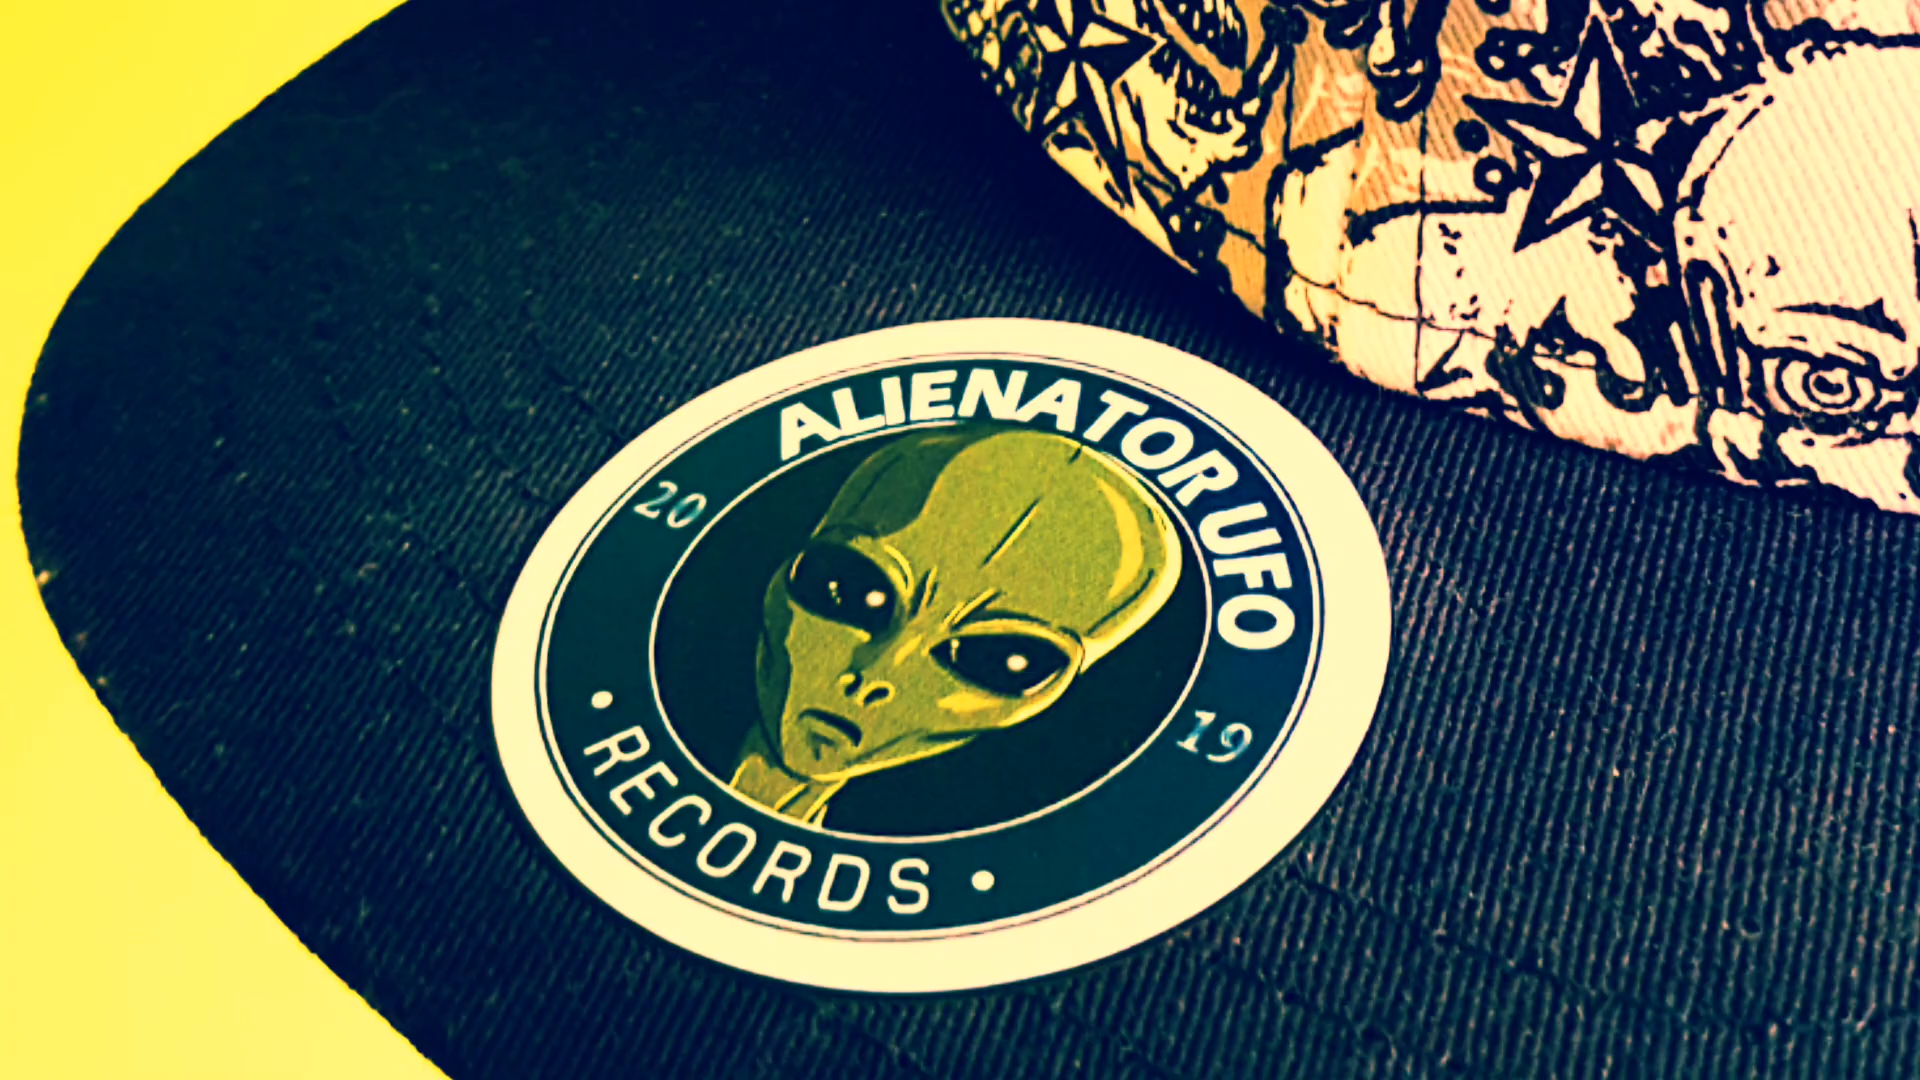 ALIENATOR UFO
20 19
• RECORDS •